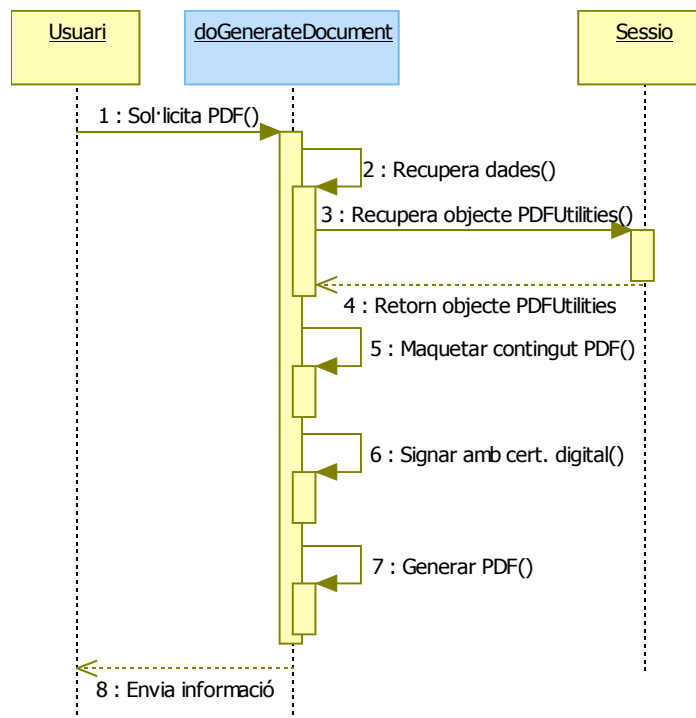 Usuari
doGenerateDocument
Sessio
1 : Sol·licita PDF()
2 : Recupera dades()
3 : Recupera objecte PDFUtilities()
4 : Retorn objecte PDFUtilities
5 : Maquetar contingut PDF()
6 : Signar amb cert. digital()
7 : Generar PDF()
8 : Envia informació